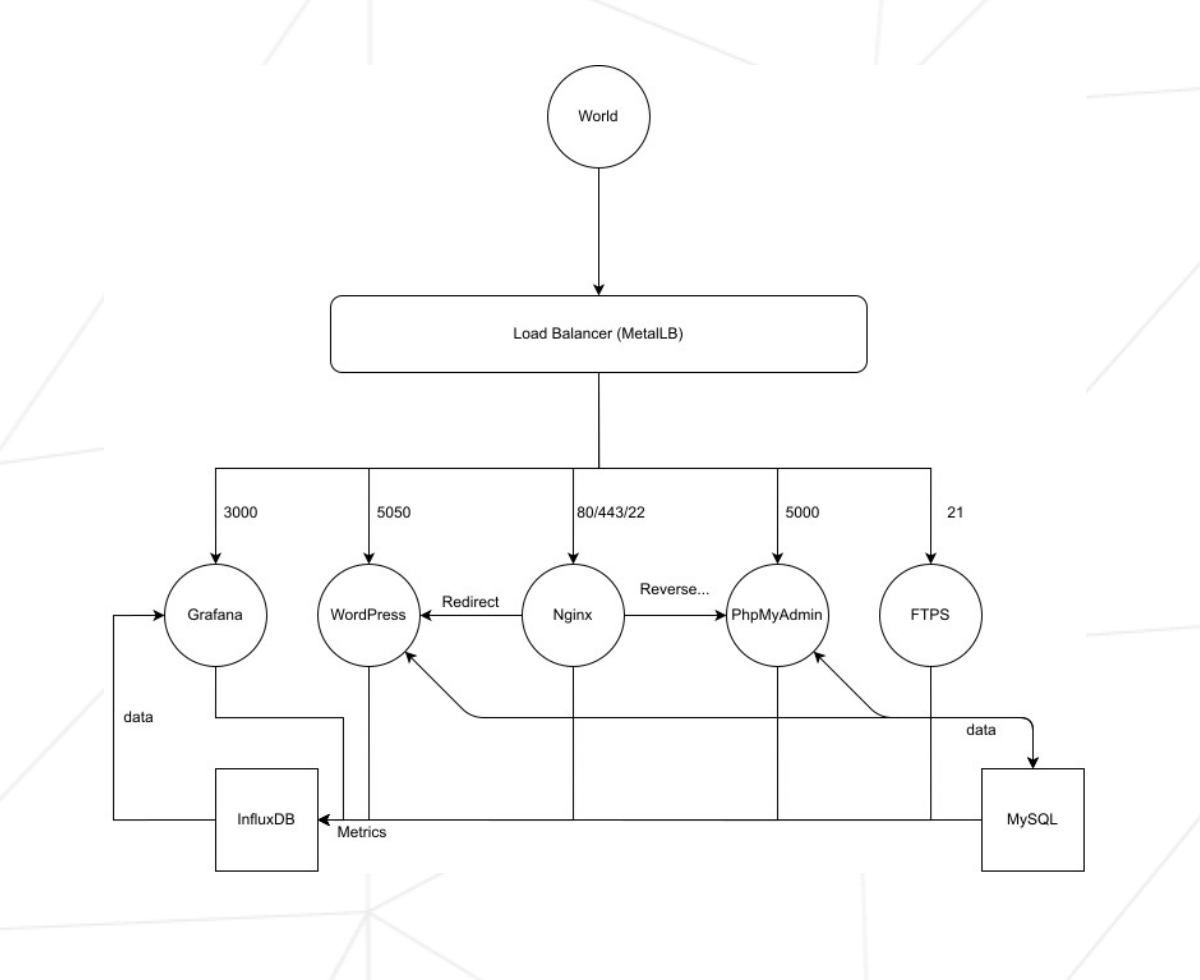 World
Load Balancer (MetalLB)
3000
5050
80/443/22
5000
21
Grafana
WordPress
Redirect
Nginx
Reverse...
PhpMyAdmin
FTPS
data
data
InfluxDB
Metrics
MySQL